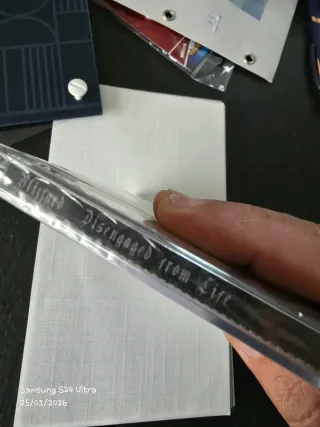 Disengaged from Life
Samsung S24 Ultra
25/01/2026